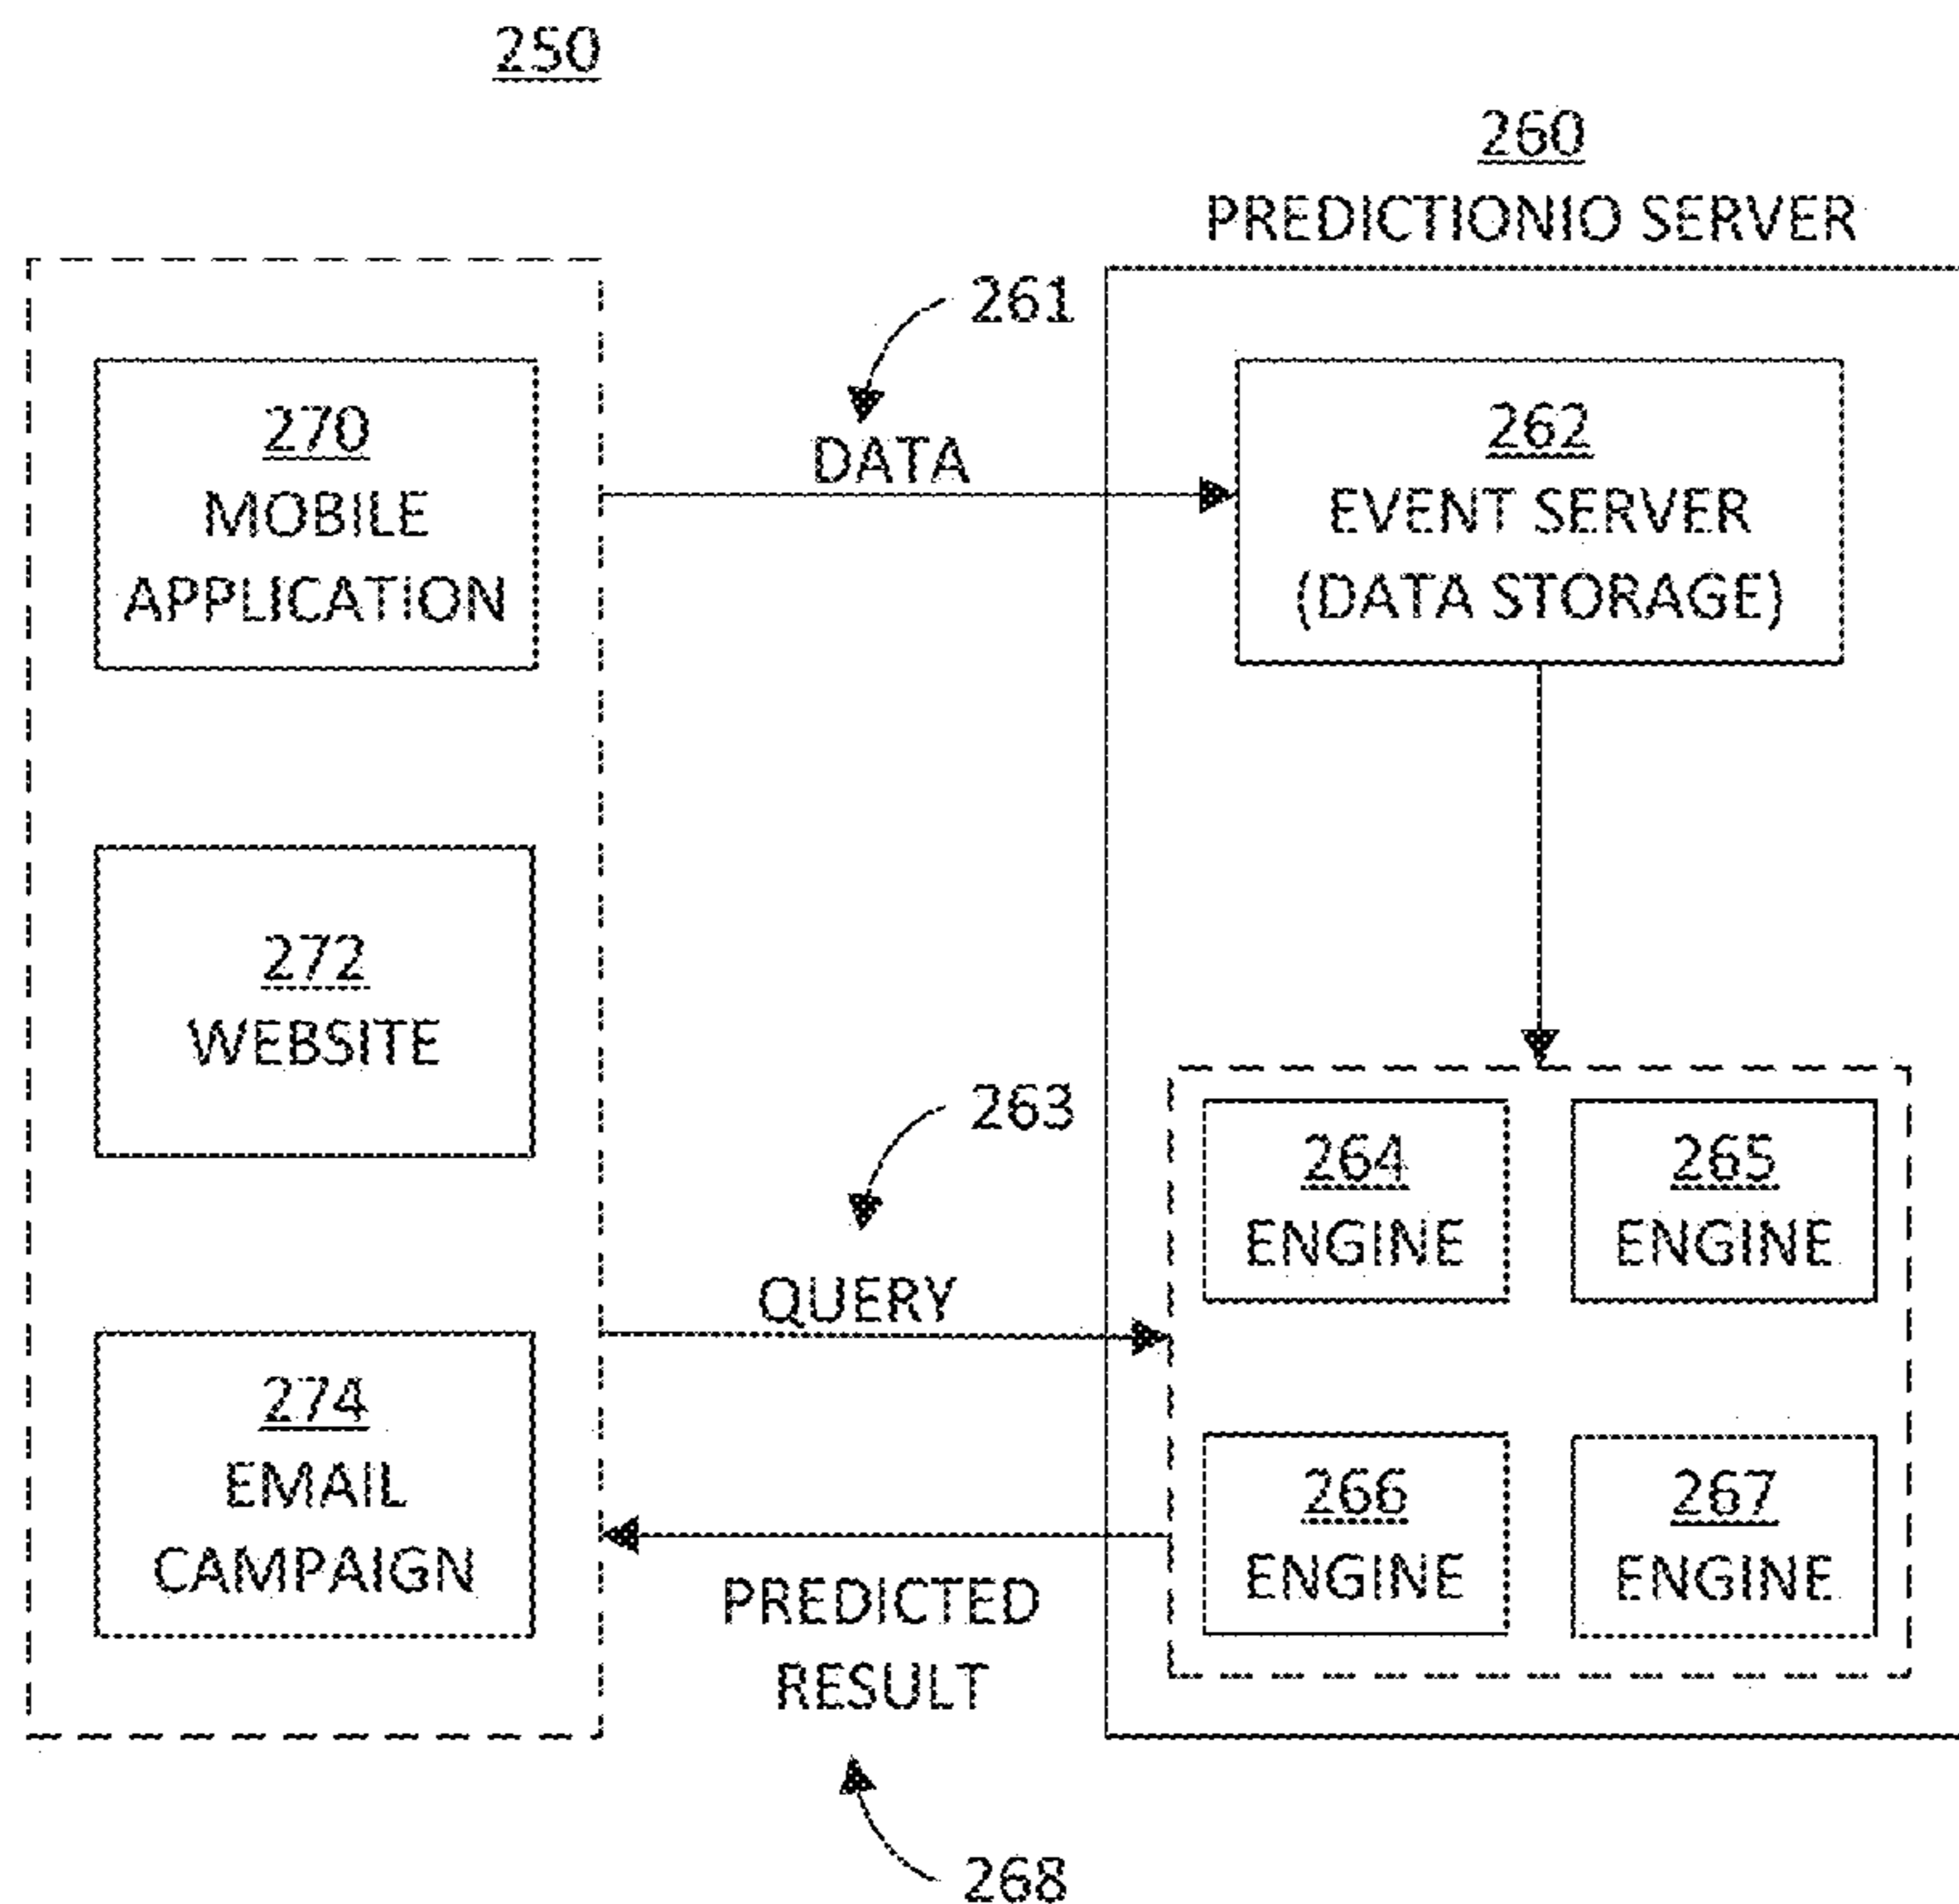 250
260
PREDICTIONIO SERVER
261
270
MOBILE
APPLICATION
DATA
262
EVENT SERVER
(DATA STORAGE)
272
WEBSITE
263
264
ENGINE
265
ENGINE
QUERY
274
EMAIL
CAMPAIGN
266
ENGINE
267
ENGINE
PREDICTED
RESULT
268